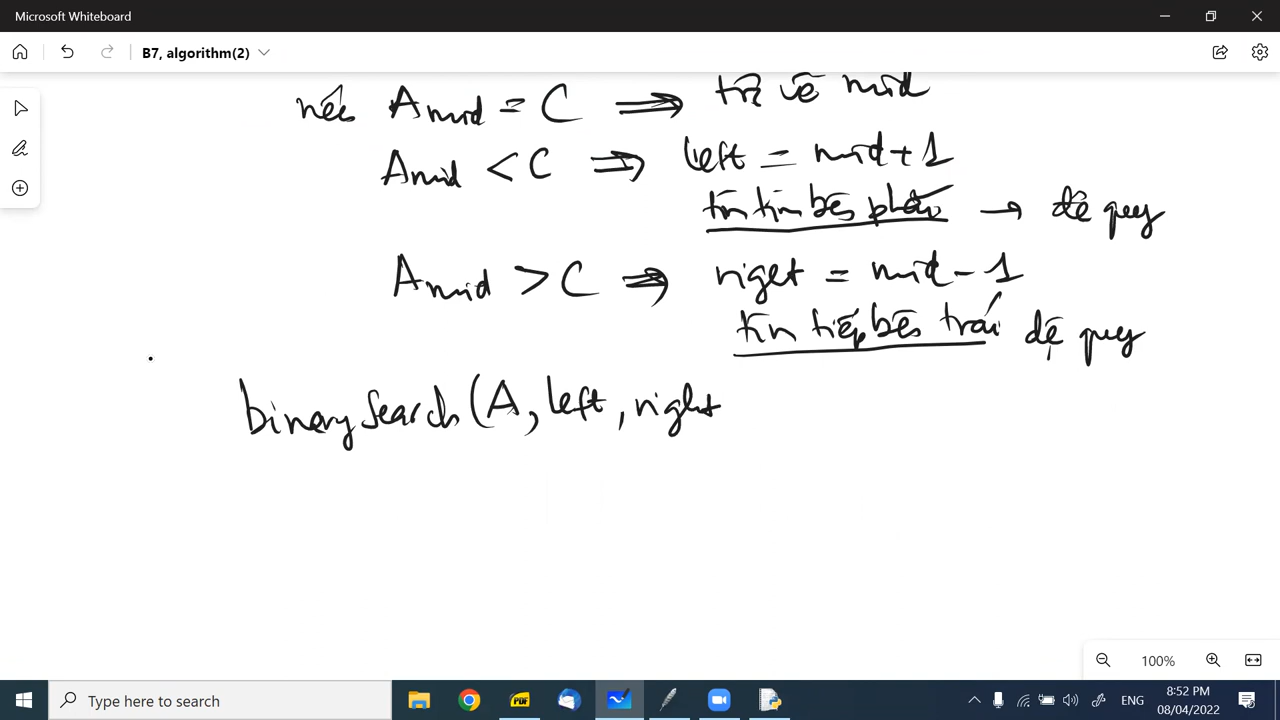 Microsoft Whiteboard
B7, algorithm(2)
nếu Amid = C ⟹ trả về mid
Amid < C ⟹ left = mid + 1
tìm kiếm bên phải → đệ quy
Amid > C ⟹ right = mid - 1
tìm tiếp bên trái đệ quy
binarySearch(A, left, right
100%
Type here to search
PDF
ENG
8:52 PM
08/04/2022